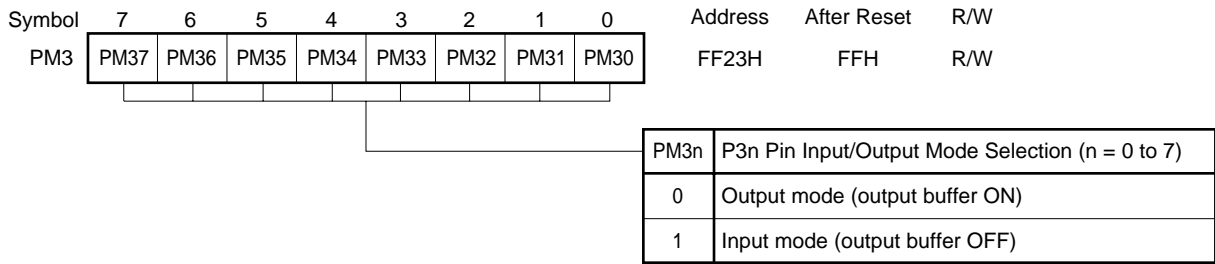 Symbol 7 6 5 4 3 2 1 0 Address After Reset R/W
PM3 PM37 PM36 PM35 PM34 PM33 PM32 PM31 PM30 FF23H FFH R/W
PM3n P3n Pin Input/Output Mode Selection (n = 0 to 7)
0 Output mode (output buffer ON)
1 Input mode (output buffer OFF)